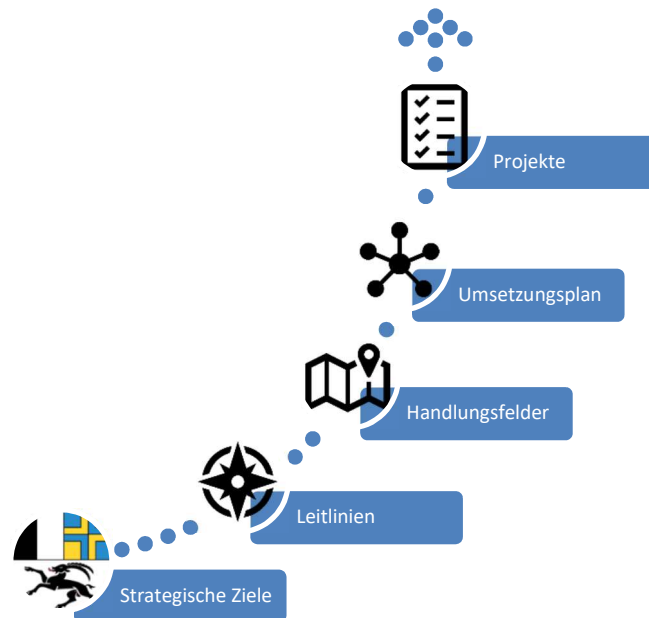 Projekte
Umsetzungsplan
Handlungsfelder
Leitlinien
Strategische Ziele